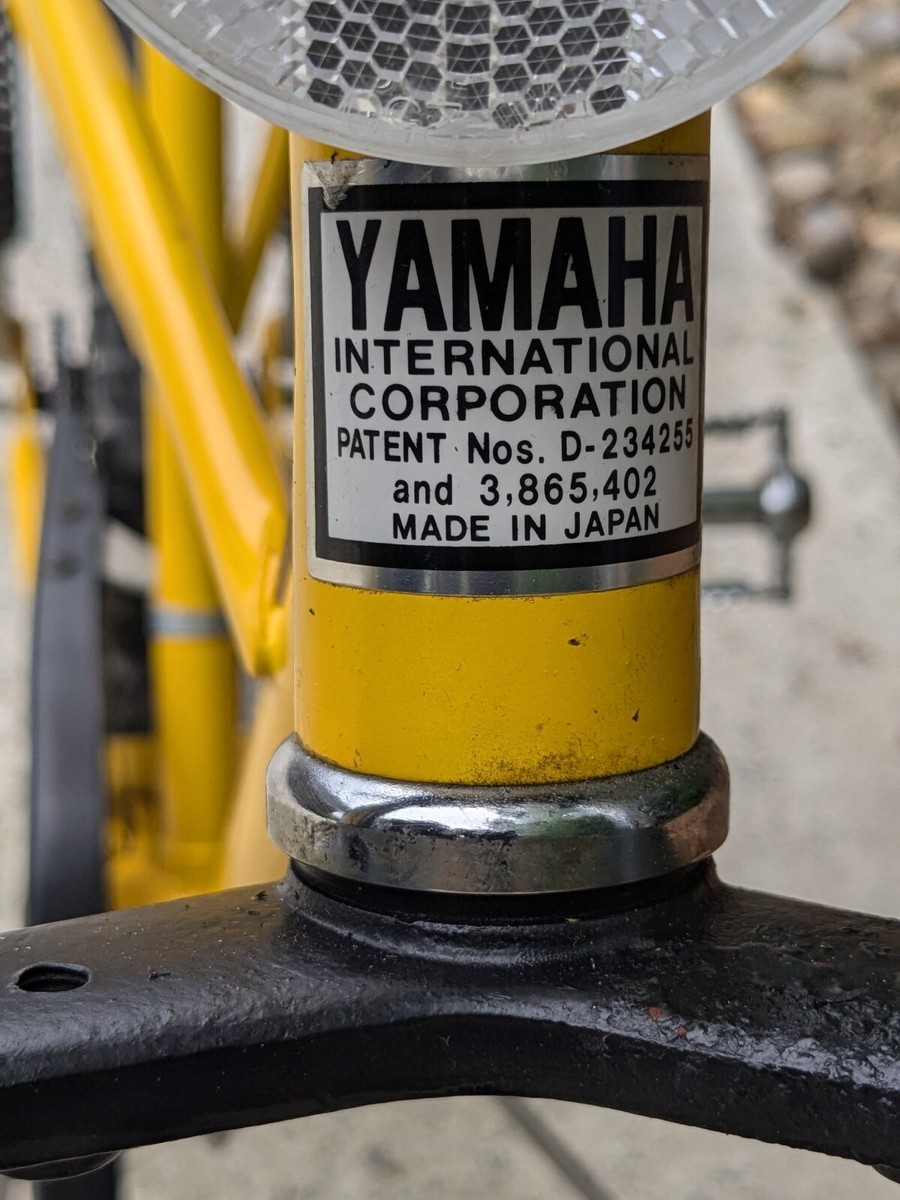 YAMAHA
INTERNATIONAL
CORPORATION
PATENT Nos. D-234255
and 3,865,402
MADE IN JAPAN